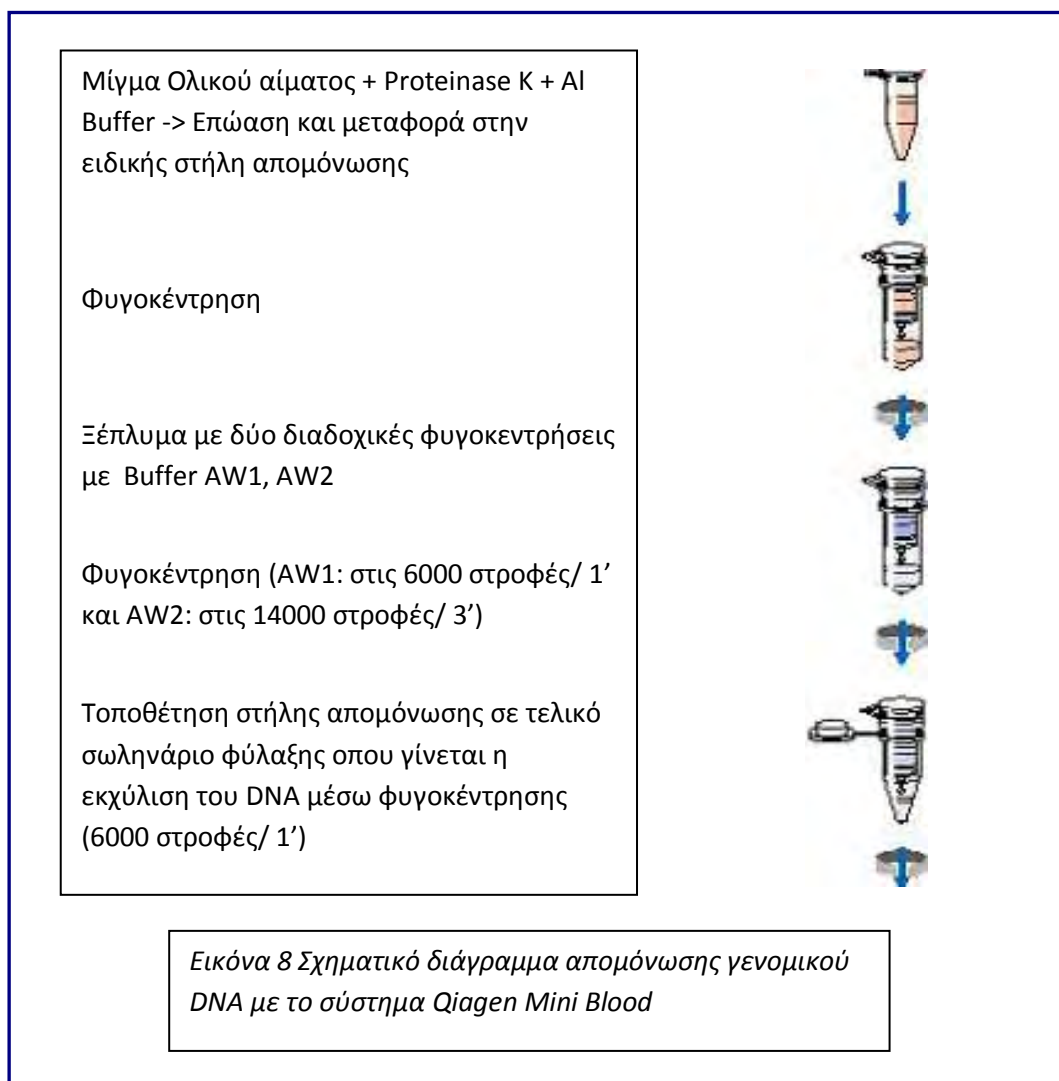 Μίγμα Ολικού αίματος + Proteinase K + Al
Buffer -> Επώαση και μεταφορά στην
ειδικής στήλη απομόνωσης
Φυγοκέντρηση
Ξέπλυμα με δύο διαδοχικές φυγοκεντρήσεις
με Buffer AW1, AW2
Φυγοκέντρηση (AW1: στις 6000 στροφές/ 1’
και AW2: στις 14000 στροφές/ 3’)
Τοποθέτηση στήλης απομόνωσης σε τελικό
σωληνάριο φύλαξης οπου γίνεται η
εκχύλιση του DNA μέσω φυγοκέντρησης
(6000 στροφές/ 1’)
Εικόνα 8 Σχηματικό διάγραμμα απομόνωσης γενομικού
DNA με το σύστημα Qiagen Mini Blood